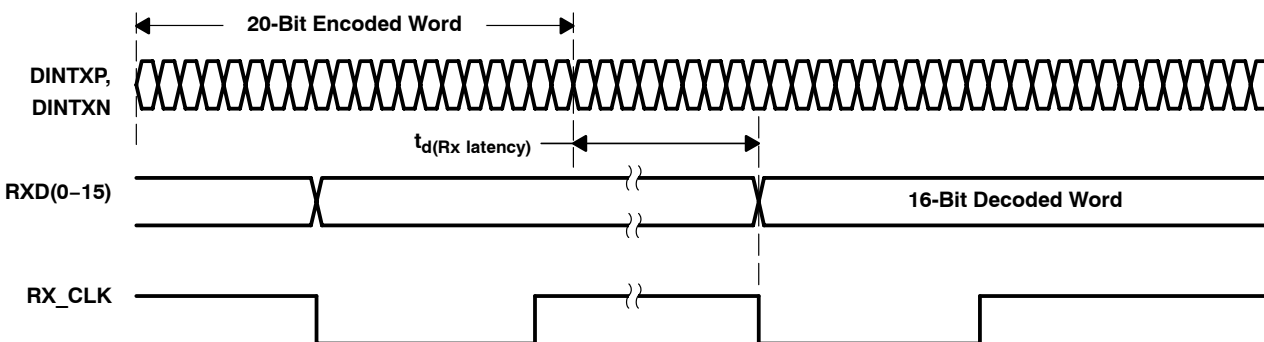 20-Bit Encoded Word
DINTXP,
DINTXN
td(Rx latency)
RXD(0−15)
16-Bit Decoded Word
RX_CLK